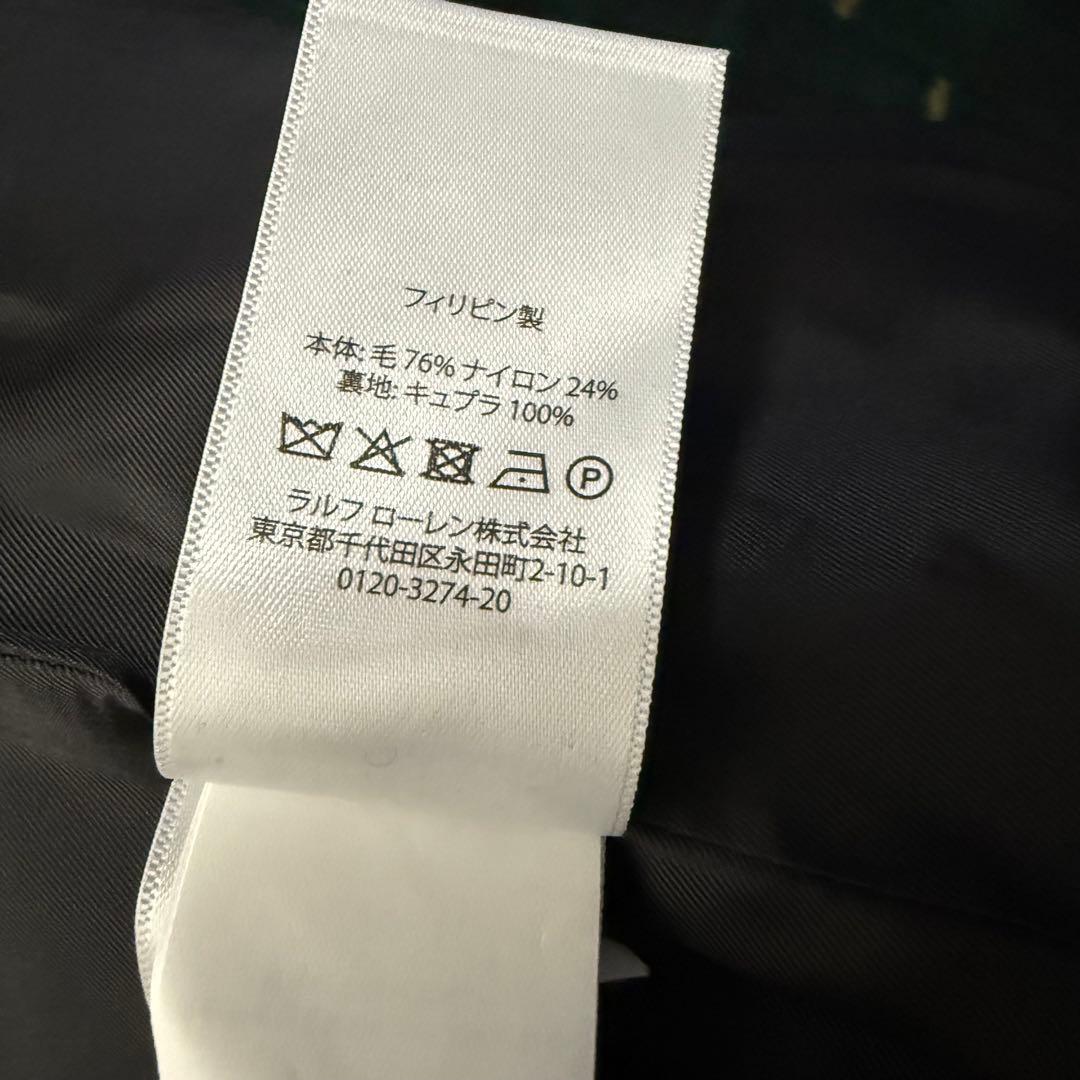 フィリピン製
本体: 毛 76% ナイロン 24%
裏地: キュプラ 100%
P
ラルフ ローレン株式会社
東京都千代田区永田町2-10-1
0120-3274-20